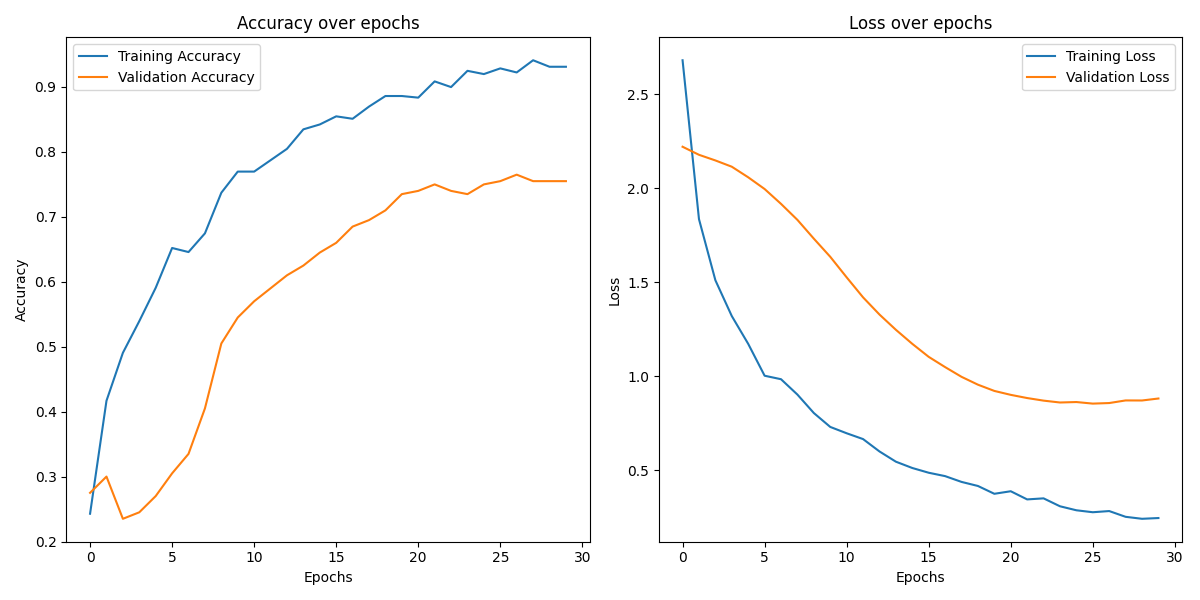 Accuracy over epochs
Training Accuracy
Validation Accuracy
Accuracy
0.9
0.8
0.7
0.6
0.5
0.4
0.3
0.2
0 5 10 15 20 25 30
Epochs
Loss over epochs
Training Loss
Validation Loss
Loss
2.5
2.0
1.5
1.0
0.5
0 5 10 15 20 25 30
Epochs